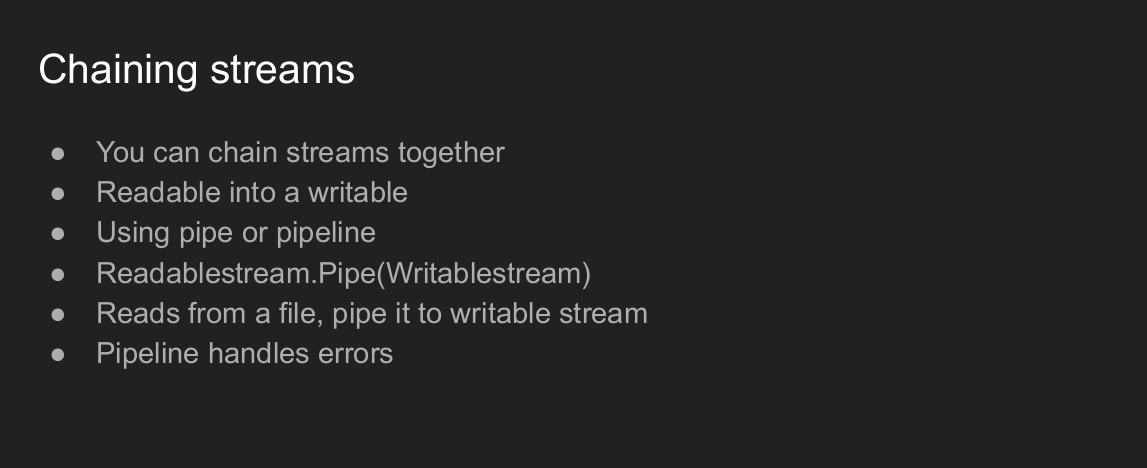 Chaining streams
● You can chain streams together
● Readable into a writable
● Using pipe or pipeline
● Readablestream.Pipe(Writablestream)
● Reads from a file, pipe it to writable stream
● Pipeline handles errors